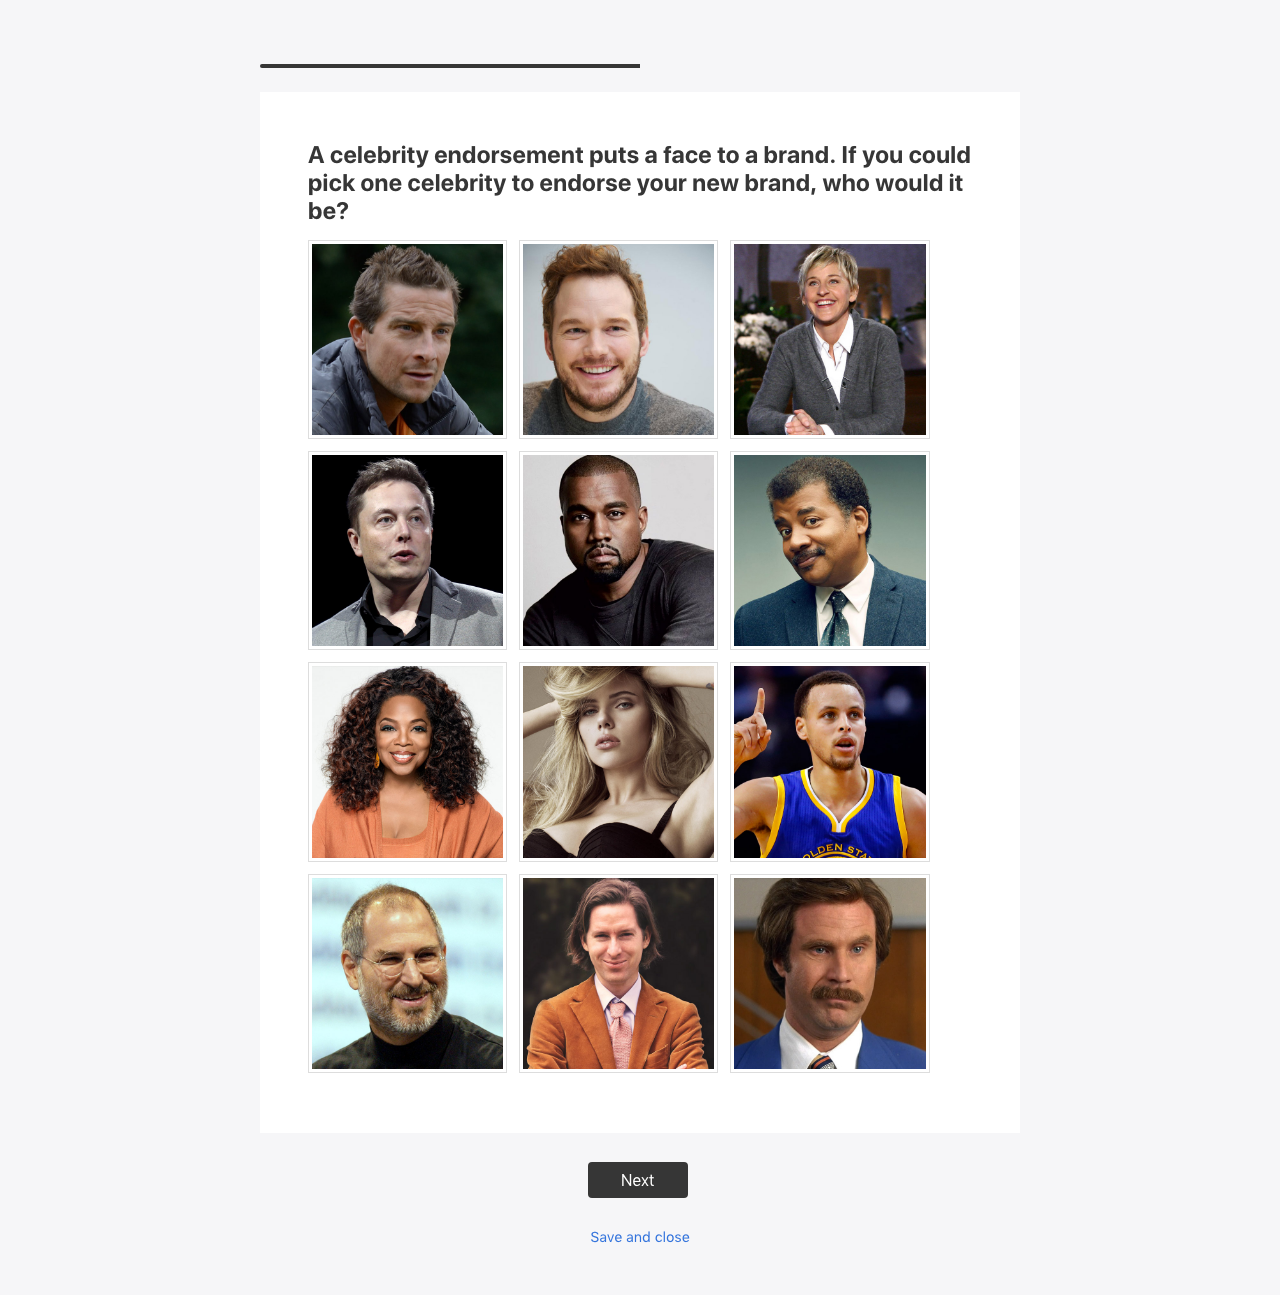 A celebrity endorsement puts a face to a brand. If you could
pick one celebrity to endorse your new brand, who would it
be?
OLDEN STA
Next
Save and close